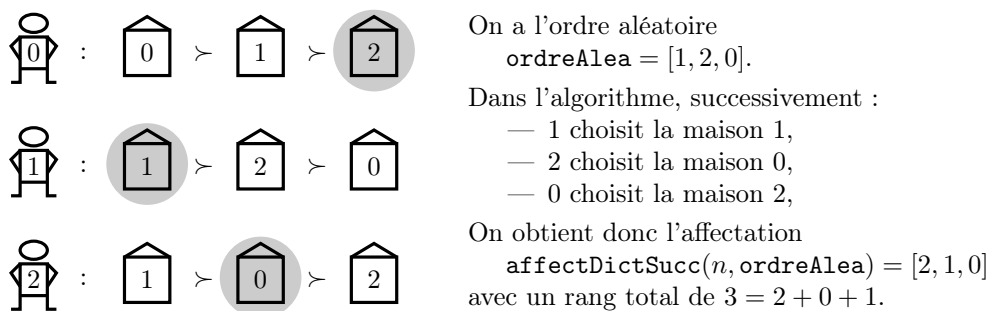 0 : 0 ≻ 1 ≻ 2
1 : 1 ≻ 2 ≻ 0
2 : 1 ≻ 0 ≻ 2
On a l'ordre aléatoire
ordreAlea = [1, 2, 0].
Dans l'algorithme, successivement :
— 1 choisit la maison 1,
— 2 choisit la maison 0,
— 0 choisit la maison 2,
On obtient donc l'affectation
affectDictSucc(n, ordreAlea) = [2, 1, 0]
avec un rang total de 3 = 2 + 0 + 1.